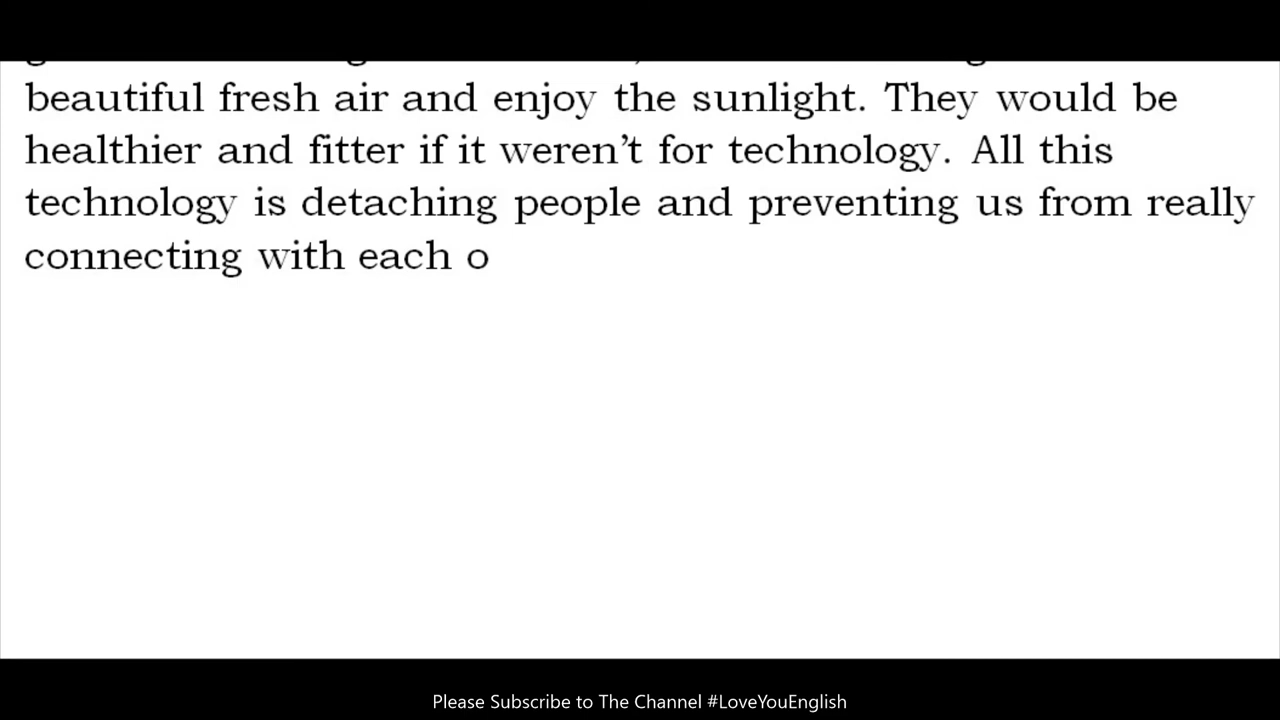 beautiful fresh air and enjoy the sunlight. They would be
healthier and fitter if it weren’t for technology. All this
technology is detaching people and preventing us from really
connecting with each o
Please Subscribe to The Channel #LoveYouEnglish